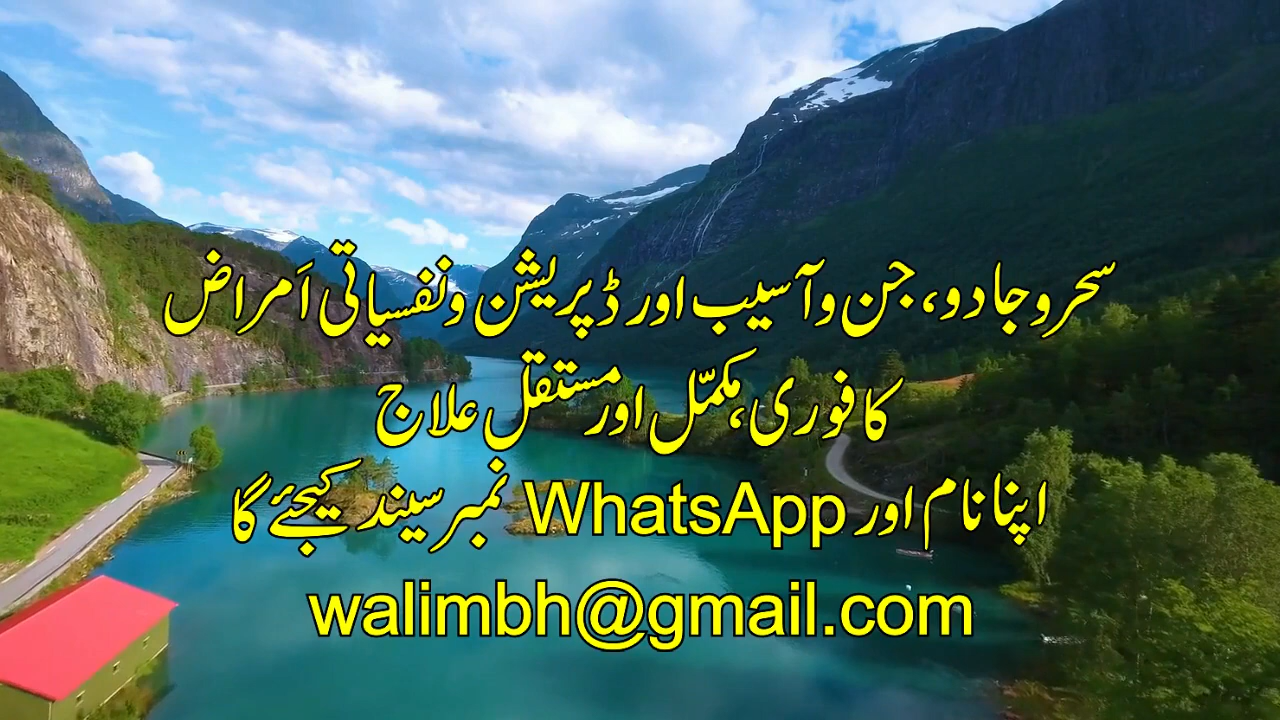 سحر و جادو، جن و آسیب اور ڈپریشن و نفسیاتی اَمراض
کا فوری، مکمّل اور مستقل علاج
اپنا نام اور WhatsApp نمبر سیند کیجئے گا
walimbh@gmail.com